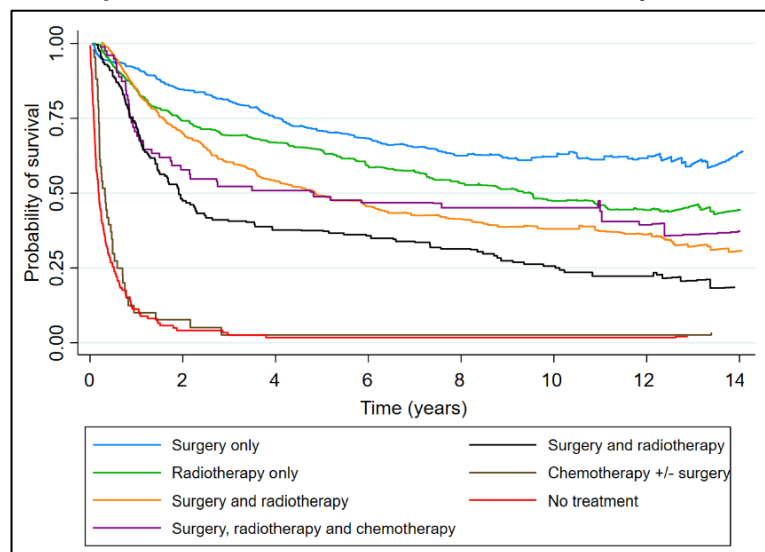 1.00
0.75
0.50
0.25
0.00
Probability of survival
0 2 4 6 8 10 12 14
Time (years)
Surgery only
Radiotherapy only
Surgery and radiotherapy
Surgery, radiotherapy and chemotherapy
Surgery and radiotherapy
Chemotherapy +/- surgery
No treatment